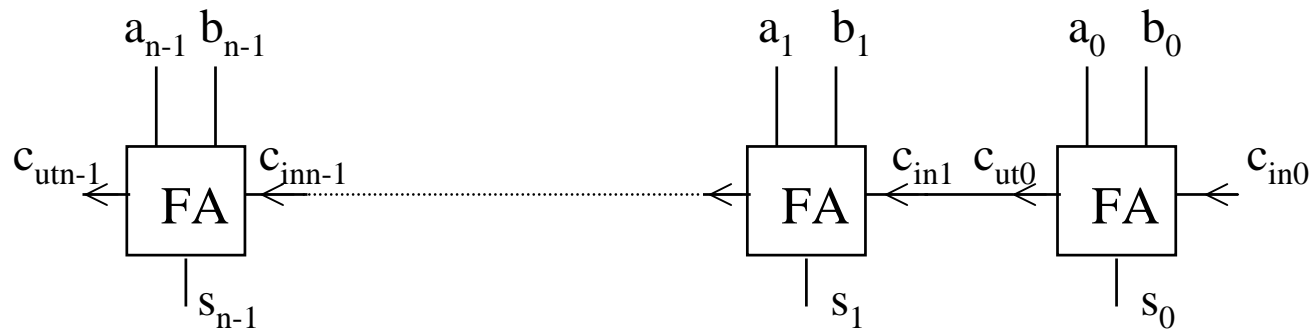 a_{n-1} b_{n-1} a_1 b_1 a_0 b_0
c_{utn-1} c_{inn-1} c_{in1} c_{ut0} c_{in0}
FA FA FA
s_{n-1} s_1 s_0